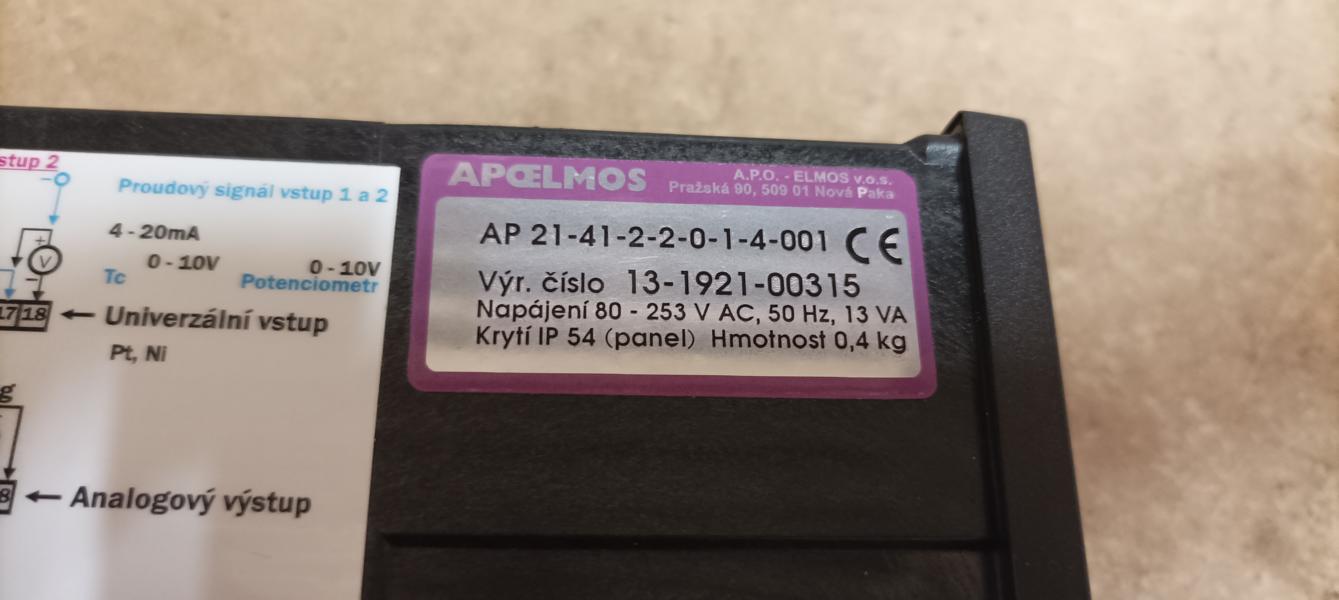 stup 2
Proudový signál vstup 1 a 2
4 - 20mA
0 - 10V
0 - 10V
Tc
Potenciometr
+
V
17 18
Univerzální vstup
Pt, Ni
g
8
Analogový výstup
APOELMOS
A.P.O. - ELMOS v.o.s.
Pražská 90, 509 01 Nová Paka
AP 21-41-2-2-0-1-4-001 CE
Výr. číslo 13-1921-00315
Napájení 80 - 253 V AC, 50 Hz, 13 VA
Krytí IP 54 (panel) Hmotnost 0,4 kg